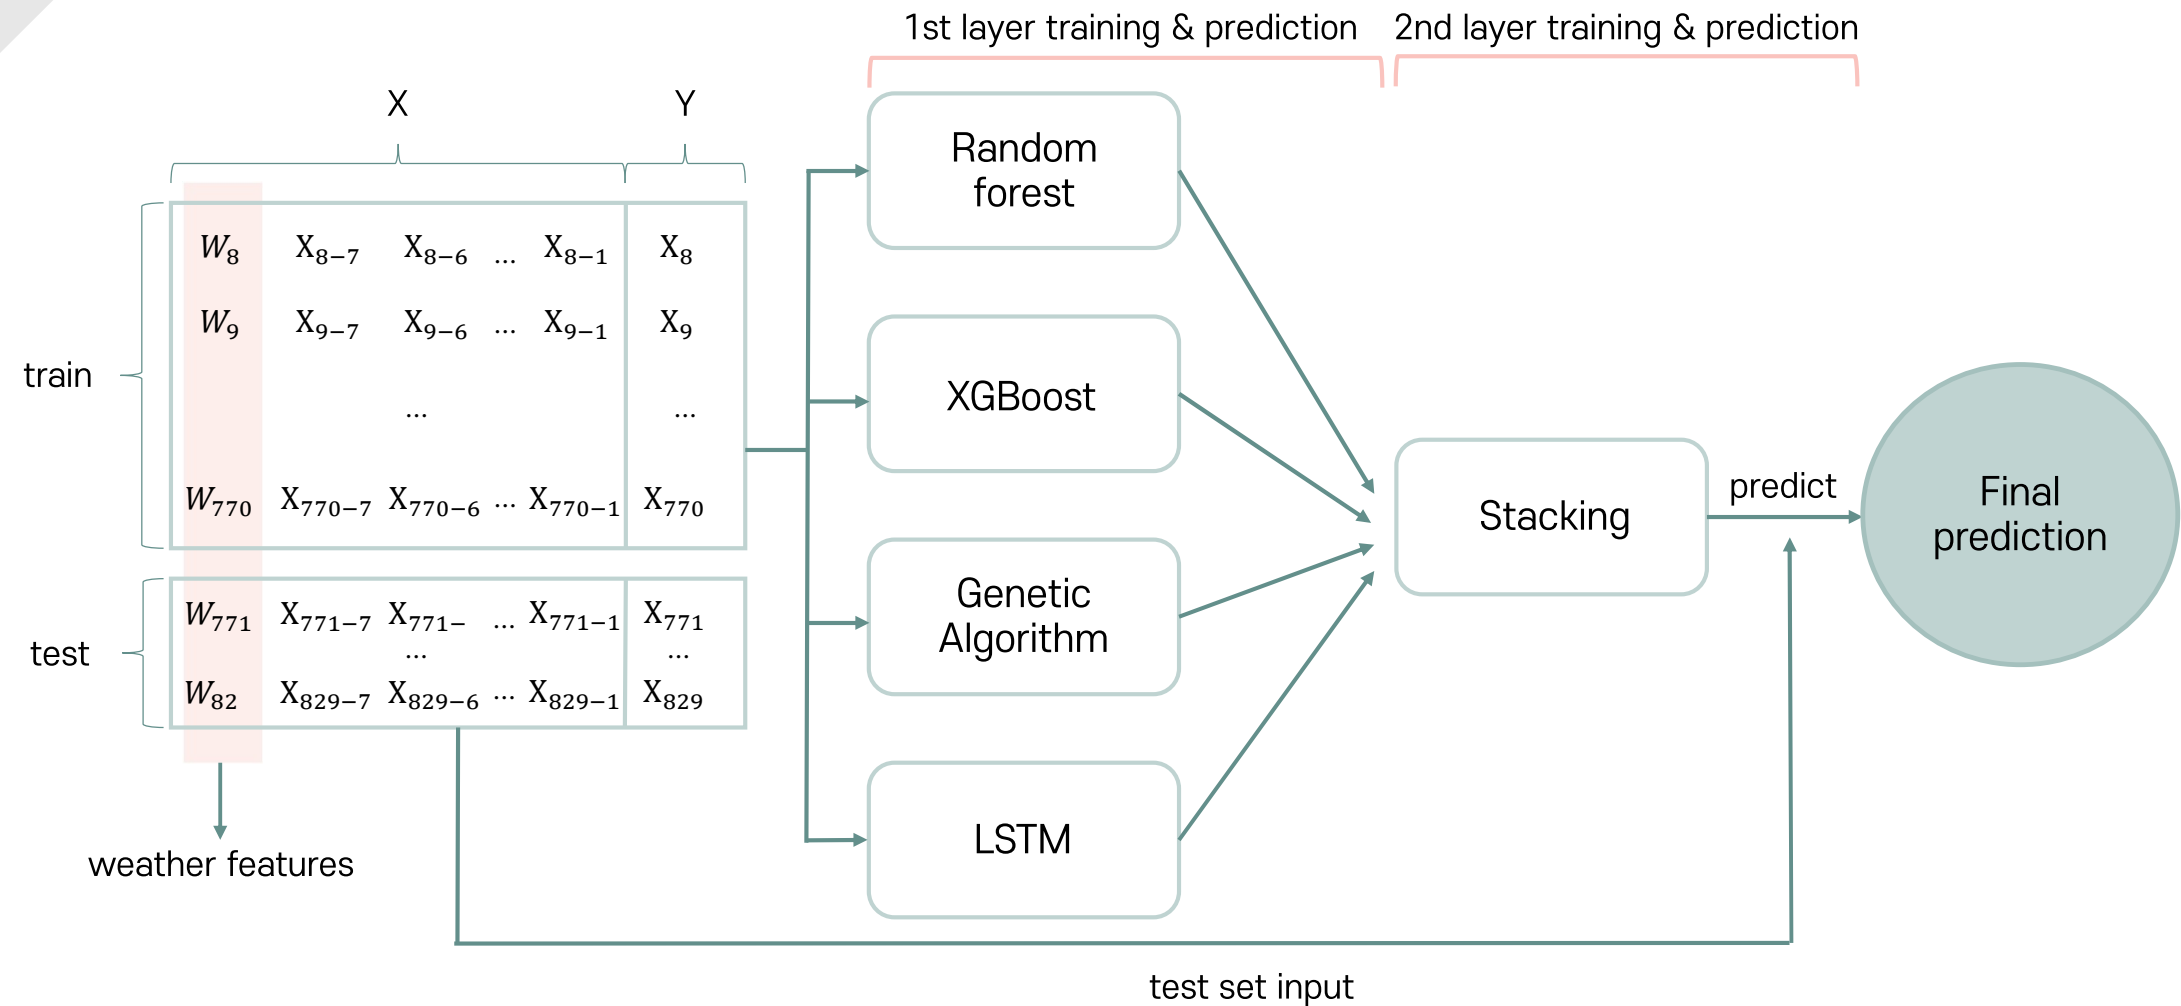 1st layer training & prediction
2nd layer training & prediction
X
Y
train
W₈ X₈₋₇ X₈₋₆ ... X₈₋₁ X₈
W₉ X₉₋₇ X₉₋₆ ... X₉₋₁ X₉
... ...
W₇₇₀ X₇₇₀₋₇ X₇₇₀₋₆ ... X₇₇₀₋₁ X₇₇₀
test
W₇₇₁ X₇₇₁₋₇ X₇₇₁₋ ... X₇₇₁₋₁ X₇₇₁
... ...
W₈₂ X₈₂₉₋₇ X₈₂₉₋₆ ... X₈₂₉₋₁ X₈₂₉
weather features
Random
forest
XGBoost
Genetic
Algorithm
LSTM
Stacking
predict
Final
prediction
test set input